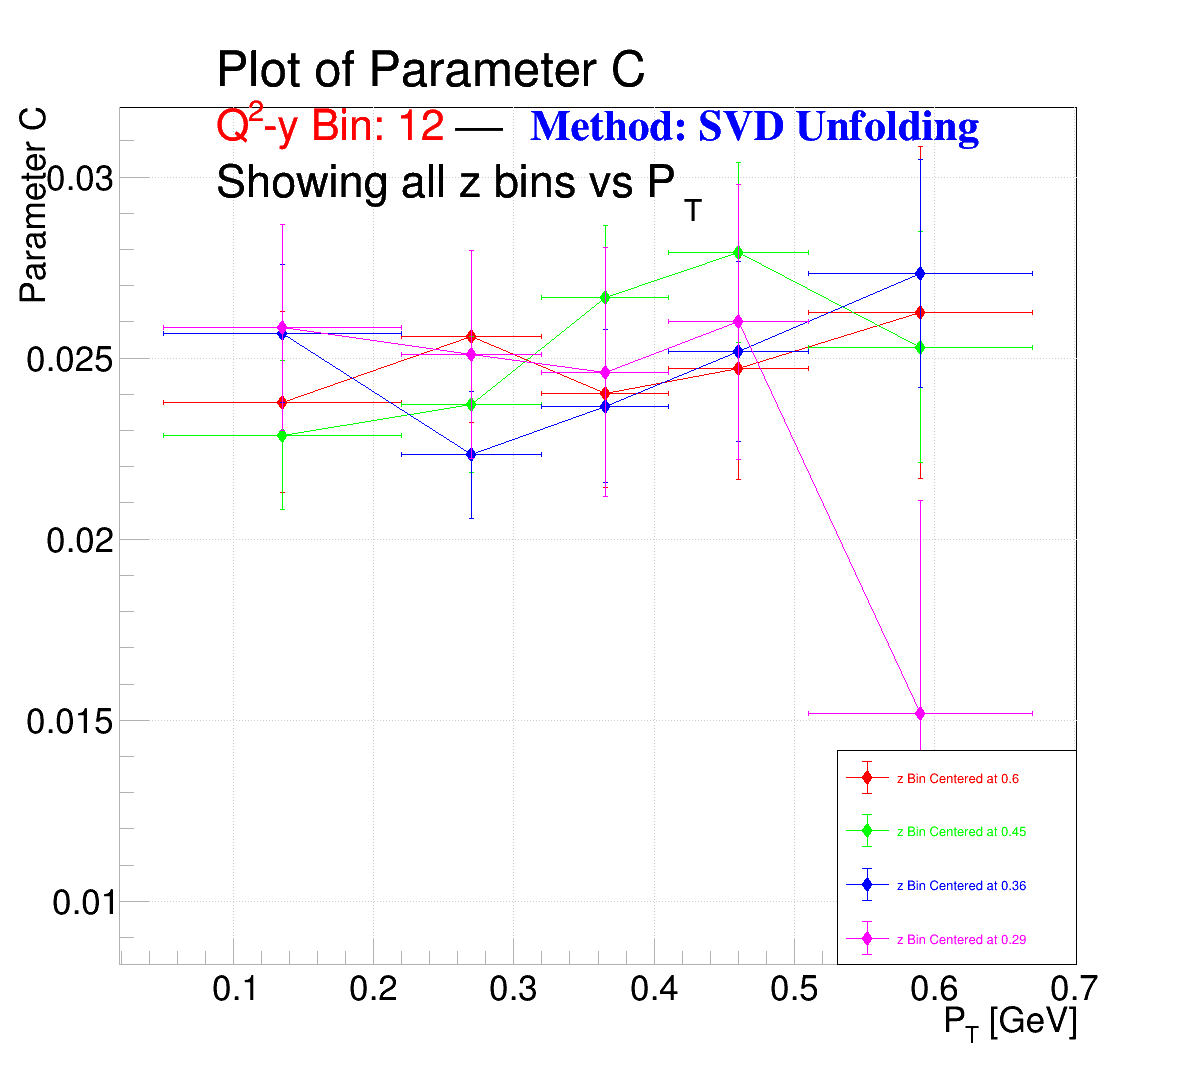 Plot of Parameter C
Q2-y Bin: 12 — Method: SVD Unfolding
Showing all z bins vs PT
Parameter C
0.03
0.025
0.02
0.015
0.01
z Bin Centered at 0.6
z Bin Centered at 0.45
z Bin Centered at 0.36
z Bin Centered at 0.29
0.1 0.2 0.3 0.4 0.5 0.6 0.7
PT [GeV]